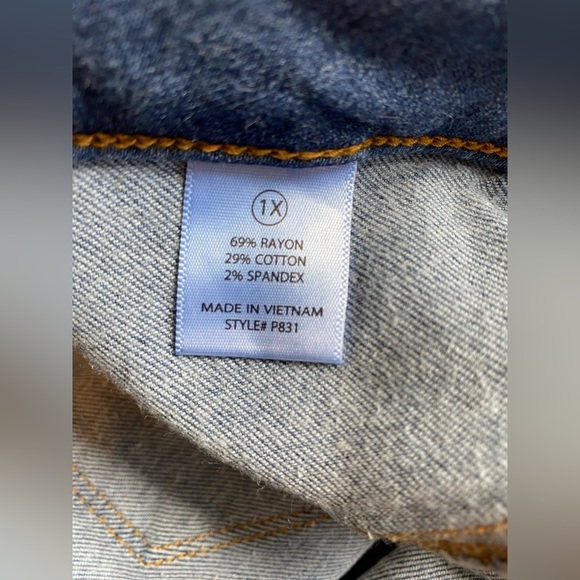 1X
69% RAYON
29% COTTON
2% SPANDEX
MADE IN VIETNAM
STYLE# P831